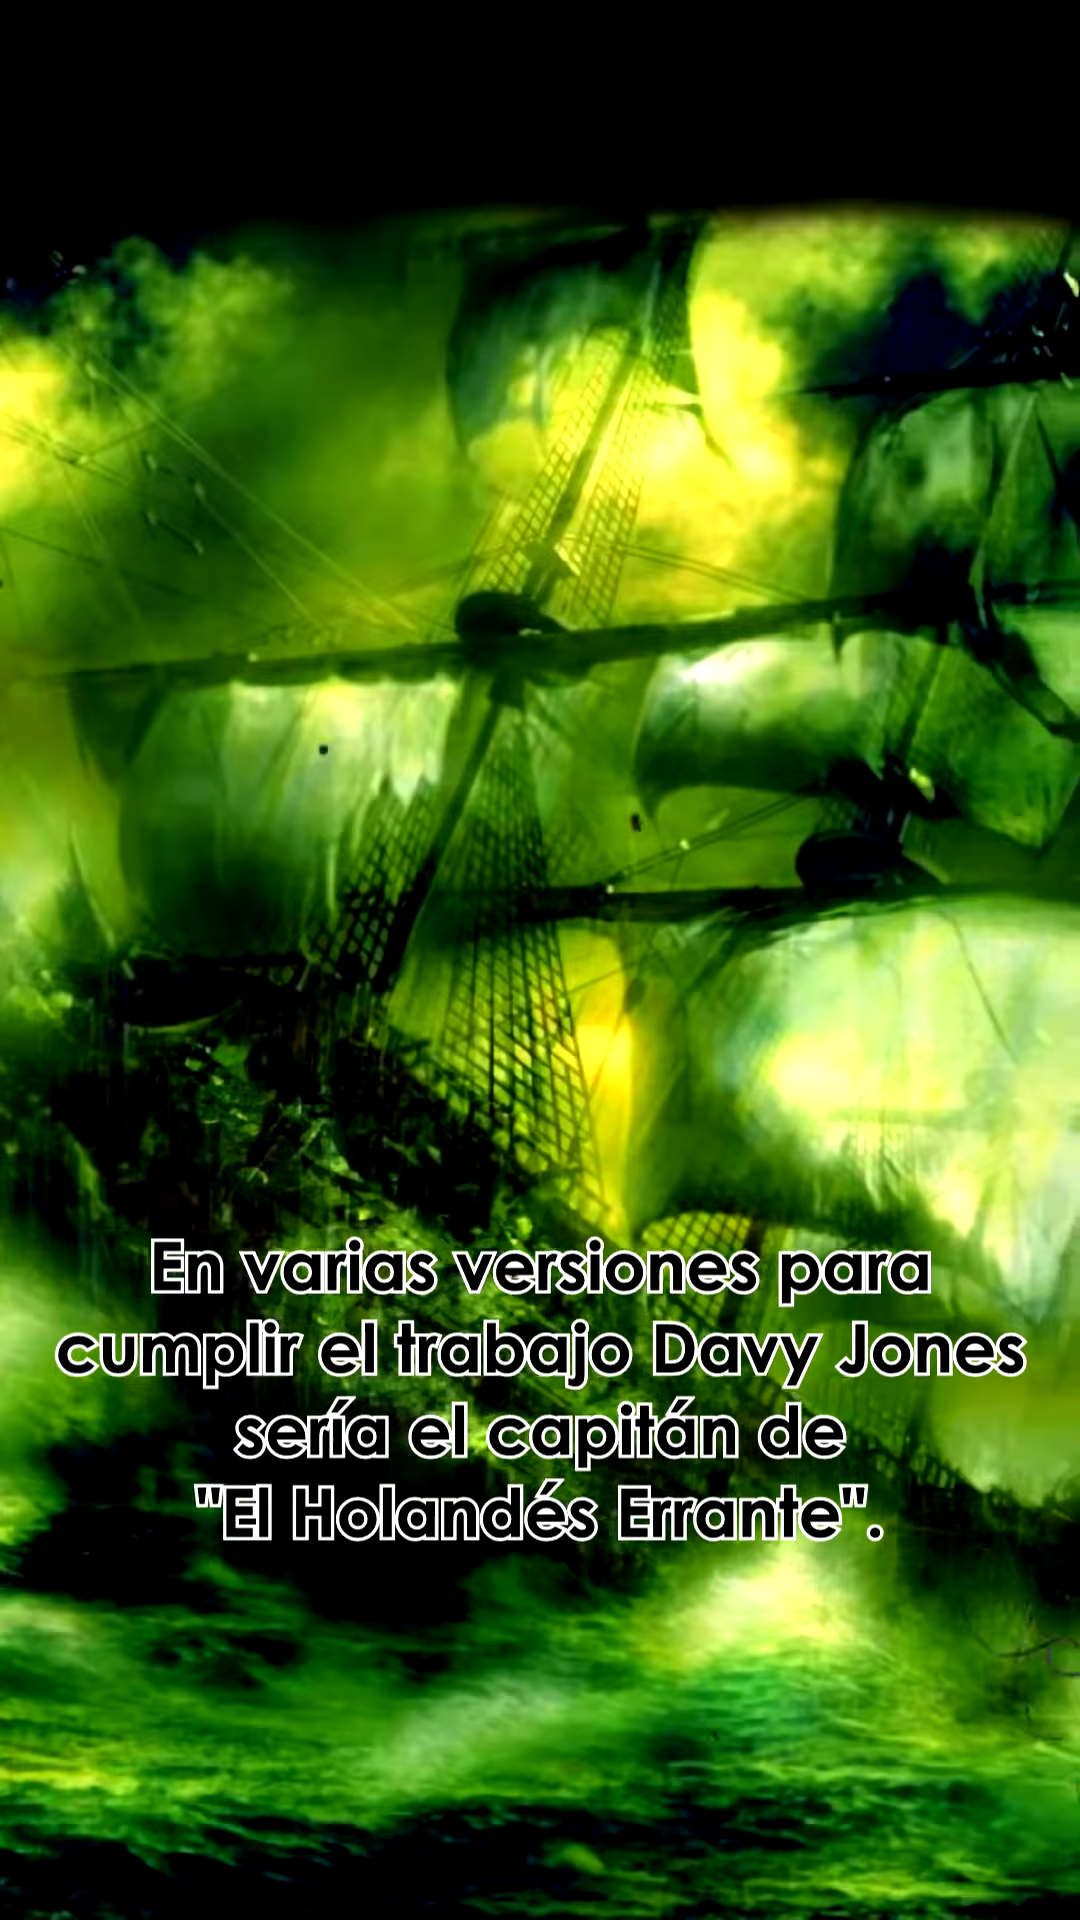 En varias versiones para
cumplir el trabajo Davy Jones
sería el capitán de
"El Holandés Errante".